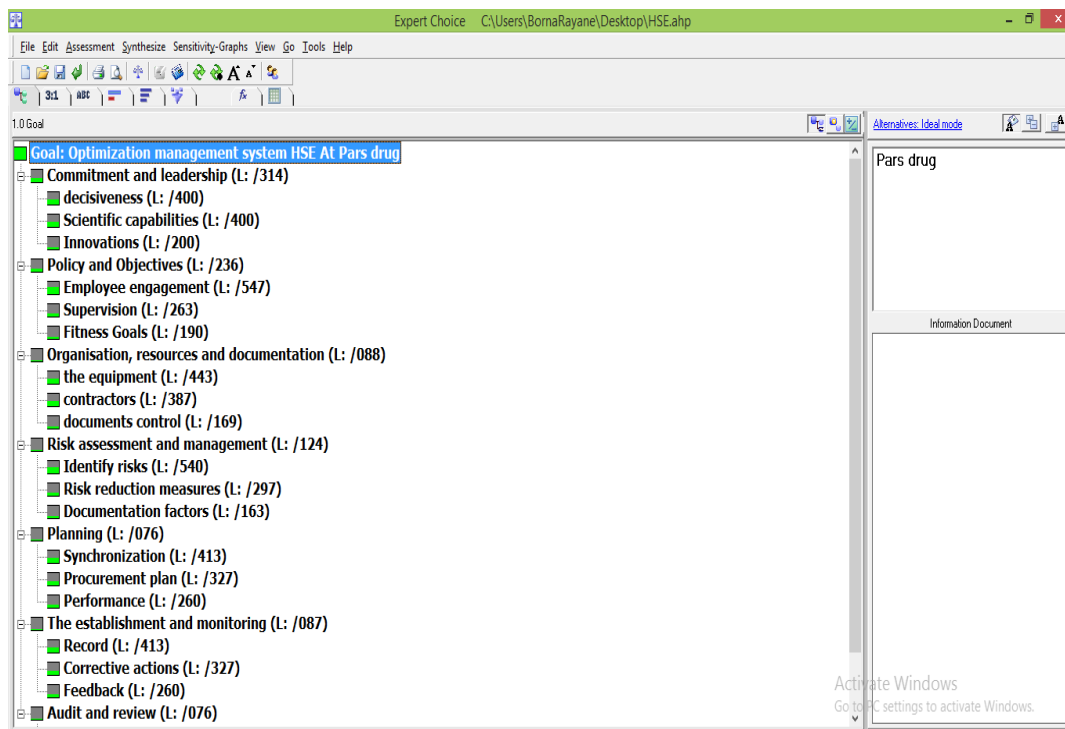 Expert Choice C:\Users\BornaRayane\Desktop\HSE.ahp
File Edit Assessment Synthesize Sensitivity-Graphs View Go Tools Help
3:1 ABC fx
1.0 Goal
Alternatives: Ideal mode
Goal: Optimization management system HSE At Pars drug
Commitment and leadership (L: /314)
decisiveness (L: /400)
Scientific capabilities (L: /400)
Innovations (L: /200)
Policy and Objectives (L: /236)
Employee engagement (L: /547)
Supervision (L: /263)
Fitness Goals (L: /190)
Organisation, resources and documentation (L: /088)
the equipment (L: /443)
contractors (L: /387)
documents control (L: /169)
Risk assessment and management (L: /124)
Identify risks (L: /540)
Risk reduction measures (L: /297)
Documentation factors (L: /163)
Planning (L: /076)
Synchronization (L: /413)
Procurement plan (L: /327)
Performance (L: /260)
The establishment and monitoring (L: /087)
Record (L: /413)
Corrective actions (L: /327)
Feedback (L: /260)
Audit and review (L: /076)
Pars drug
Information Document
Activate Windows
Go to PC settings to activate Windows.